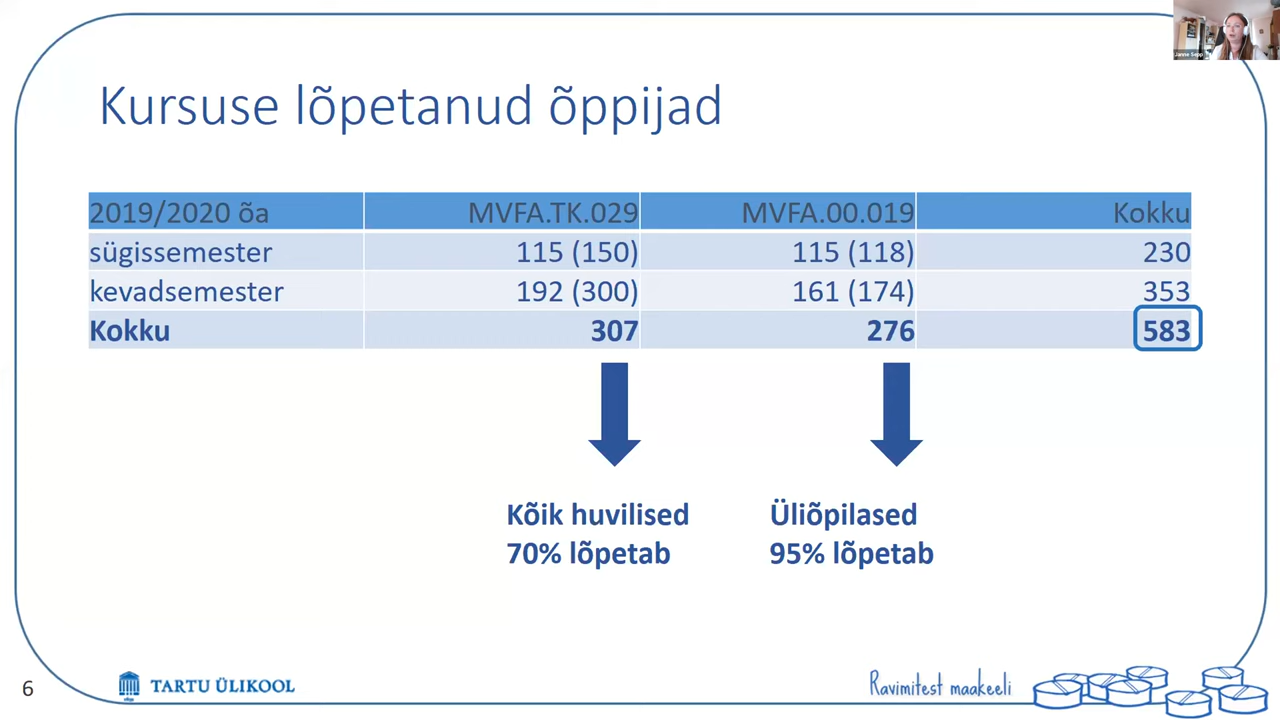 Janne Sepp
Kursuse lõpetanud õppijad
2019/2020 õa MVFA.TK.029 MVFA.00.019 Kokku
sügissemester 115 (150) 115 (118) 230
kevadsemester 192 (300) 161 (174) 353
Kokku 307 276 583
Kõik huvilised Üliõpilased
70% lõpetab 95% lõpetab
6 TARTU ÜLIKOOL Ravimitest maakeeli